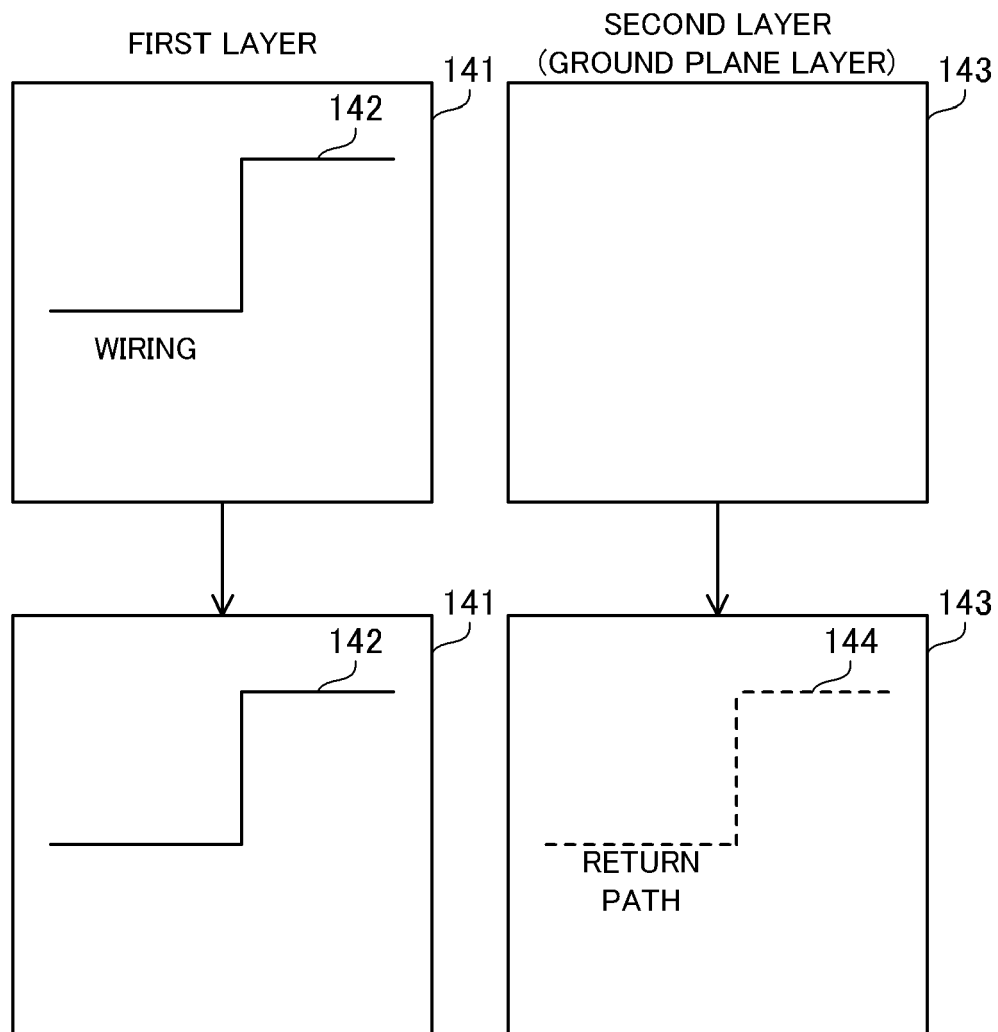 FIRST LAYER
SECOND LAYER
(GROUND PLANE LAYER)
141
143
142
WIRING
141
143
142
144
RETURN
PATH